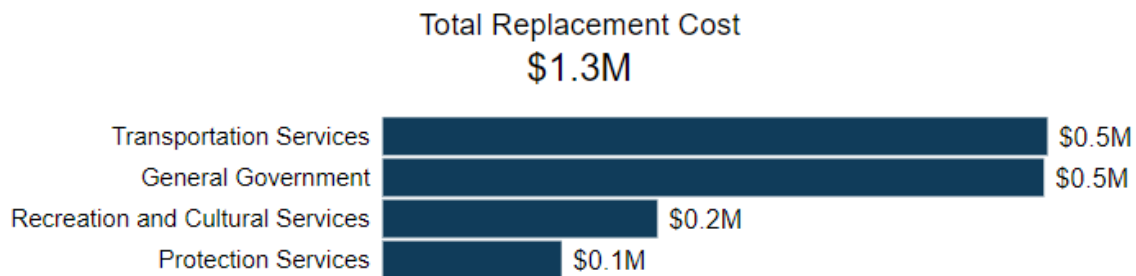 Total Replacement Cost
$1.3M
Transportation Services $0.5M
General Government $0.5M
Recreation and Cultural Services $0.2M
Protection Services $0.1M